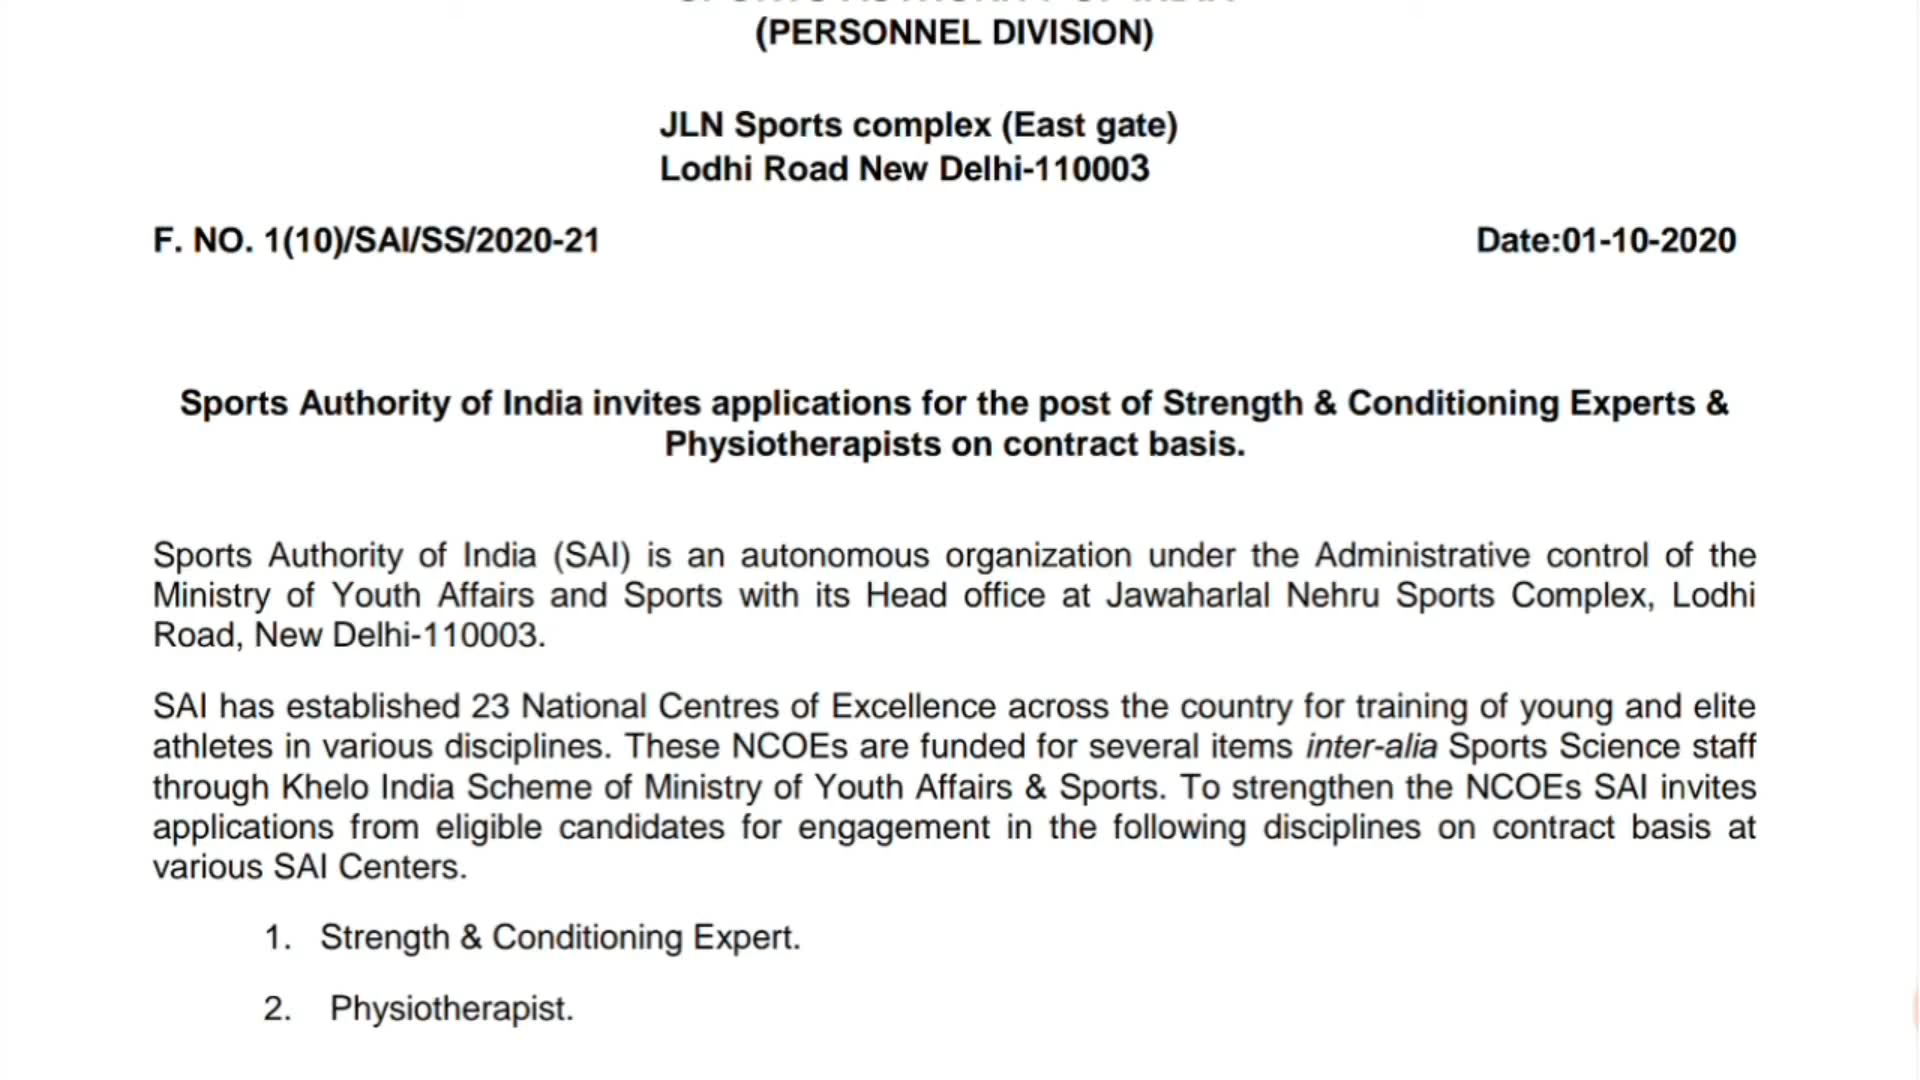 (PERSONNEL DIVISION)
JLN Sports complex (East gate)
Lodhi Road New Delhi-110003
F. NO. 1(10)/SAI/SS/2020-21
Date:01-10-2020
Sports Authority of India invites applications for the post of Strength & Conditioning Experts &
Physiotherapists on contract basis.
Sports Authority of India (SAI) is an autonomous organization under the Administrative control of the
Ministry of Youth Affairs and Sports with its Head office at Jawaharlal Nehru Sports Complex, Lodhi
Road, New Delhi-110003.
SAI has established 23 National Centres of Excellence across the country for training of young and elite
athletes in various disciplines. These NCOEs are funded for several items inter-alia Sports Science staff
through Khelo India Scheme of Ministry of Youth Affairs & Sports. To strengthen the NCOEs SAI invites
applications from eligible candidates for engagement in the following disciplines on contract basis at
various SAI Centers.
1. Strength & Conditioning Expert.
2. Physiotherapist.